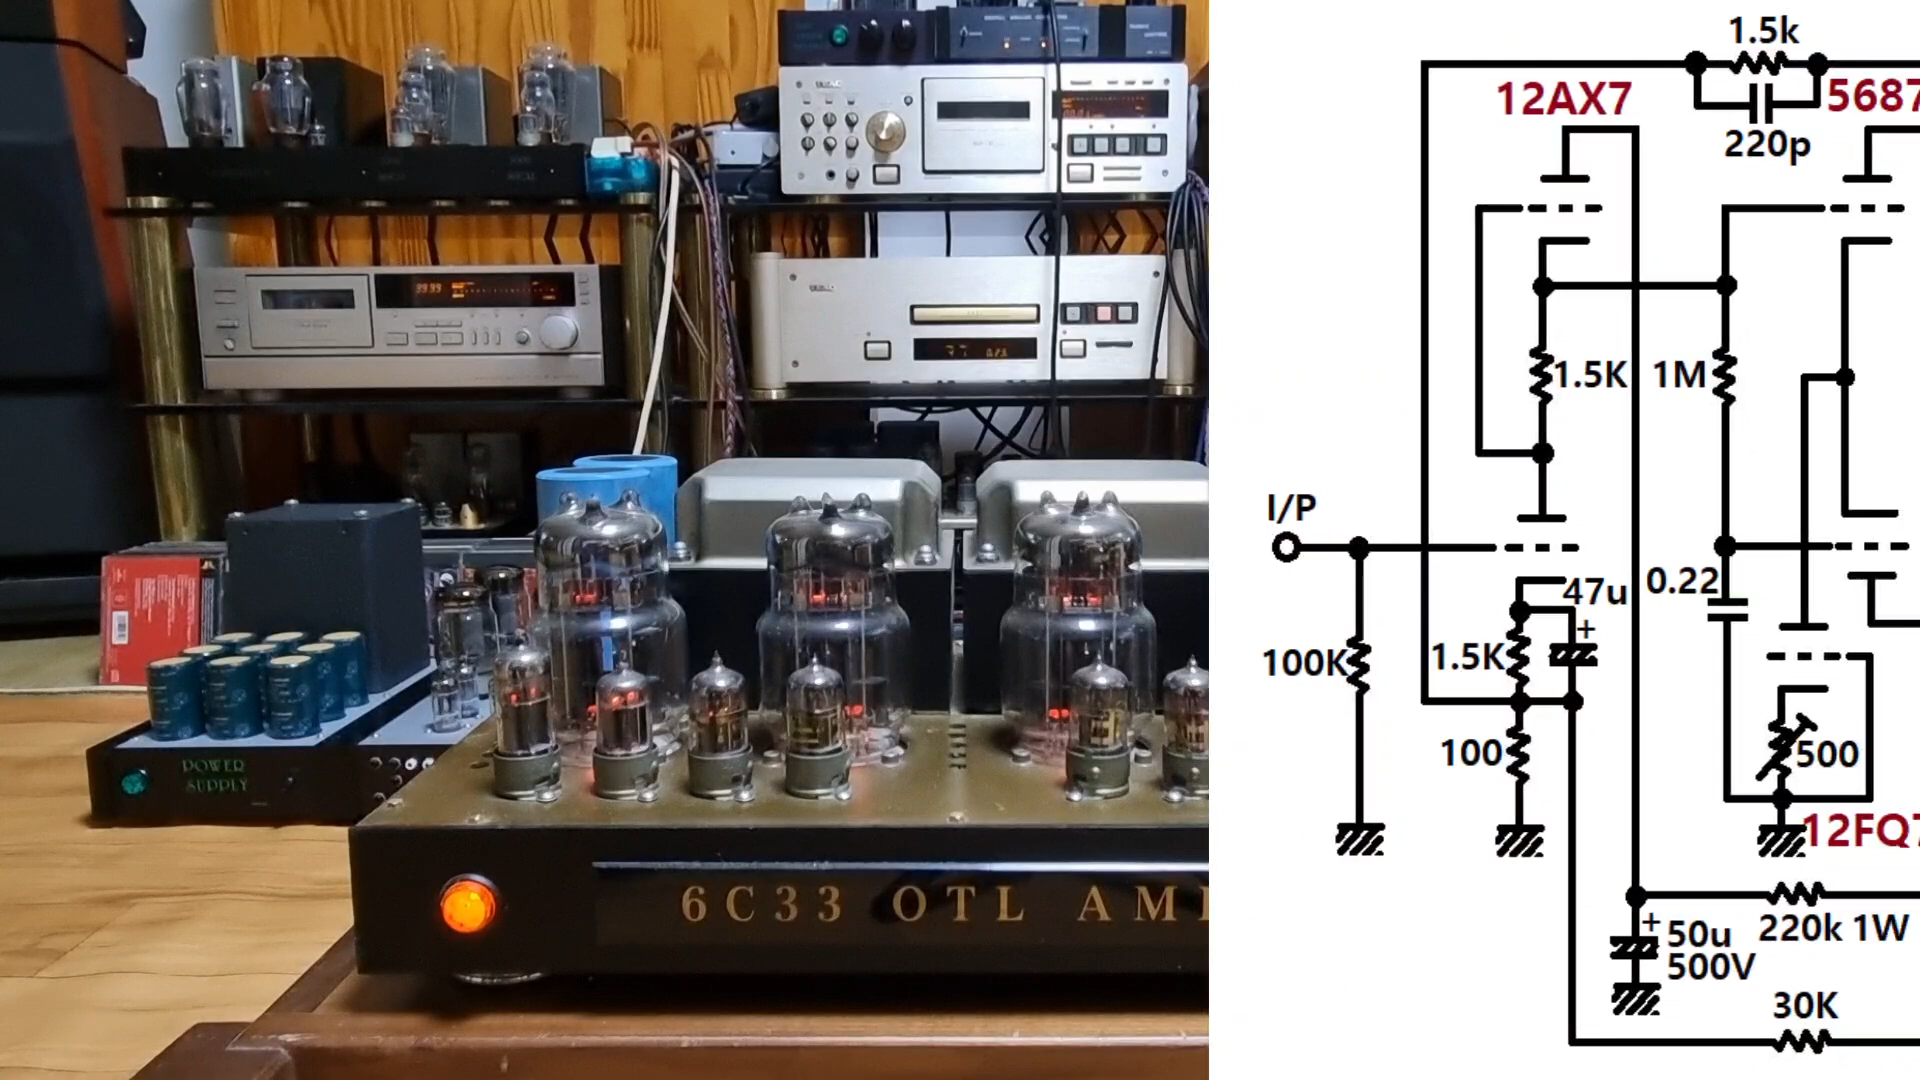 POWER
SUPPLY
6C33 OTL AM
1.5k
12AX7
5687
220p
1.5K
1M
I/P
47u
+
0.22
100K
1.5K
100
500
12FQ7
+
50u
500V
220k 1W
30K